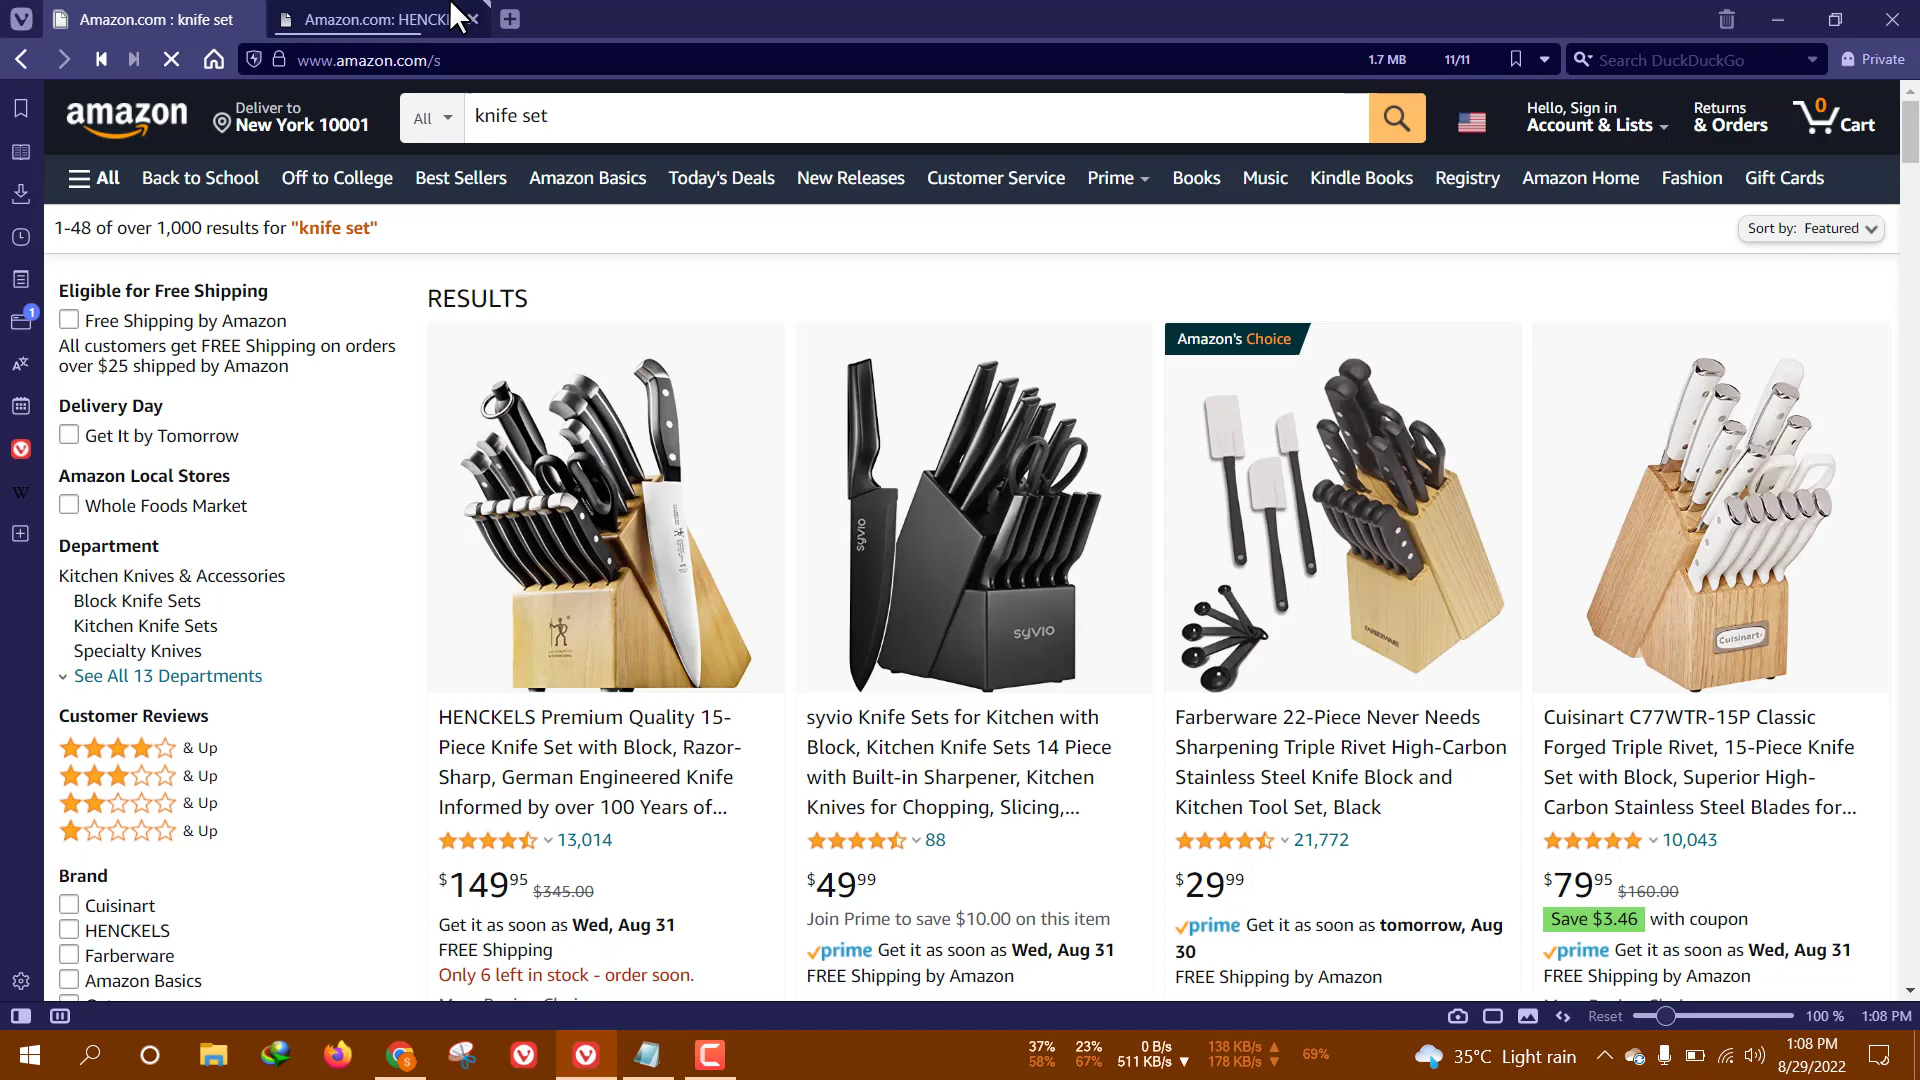 Amazon.com : knife set
Amazon.com: HENCKE
www.amazon.com/s
1.7 MB
11/11
Search DuckDuckGo
Private
amazon
Deliver to
New York 10001
All
knife set
Hello, Sign in
Account & Lists
Returns
& Orders
0
Cart
All
Back to School
Off to College
Best Sellers
Amazon Basics
Today's Deals
New Releases
Customer Service
Prime
Books
Music
Kindle Books
Registry
Amazon Home
Fashion
Gift Cards
1-48 of over 1,000 results for "knife set"
Sort by: Featured
Eligible for Free Shipping
Free Shipping by Amazon
All customers get FREE Shipping on orders
over $25 shipped by Amazon
Delivery Day
Get It by Tomorrow
Amazon Local Stores
Whole Foods Market
Department
Kitchen Knives & Accessories
Block Knife Sets
Kitchen Knife Sets
Specialty Knives
See All 13 Departments
Customer Reviews
& Up
& Up
& Up
& Up
Brand
Cuisinart
HENCKELS
Farberware
Amazon Basics
1
W
RESULTS
HENCKELS Premium Quality 15-
Piece Knife Set with Block, Razor-
Sharp, German Engineered Knife
Informed by over 100 Years of...
13,014
$149 95 $345.00
Get it as soon as Wed, Aug 31
FREE Shipping
Only 6 left in stock - order soon.
syvio
syvio
syvio Knife Sets for Kitchen with
Block, Kitchen Knife Sets 14 Piece
with Built-in Sharpener, Kitchen
Knives for Chopping, Slicing,...
88
$49 99
Join Prime to save $10.00 on this item
prime Get it as soon as Wed, Aug 31
FREE Shipping by Amazon
Amazon's Choice
FARBERWARE
Farberware 22-Piece Never Needs
Sharpening Triple Rivet High-Carbon
Stainless Steel Knife Block and
Kitchen Tool Set, Black
21,772
$29 99
prime Get it as soon as tomorrow, Aug
30
FREE Shipping by Amazon
Cuisinart
Cuisinart C77WTR-15P Classic
Forged Triple Rivet, 15-Piece Knife
Set with Block, Superior High-
Carbon Stainless Steel Blades for...
10,043
$79 95 $160.00
Save $3.46 with coupon
prime Get it as soon as Wed, Aug 31
FREE Shipping by Amazon
Reset
100 %
1:08 PM
37%
58%
23%
67%
0 B/s
511 KB/s
138 KB/s
178 KB/s
69%
35°C Light rain
1:08 PM
8/29/2022